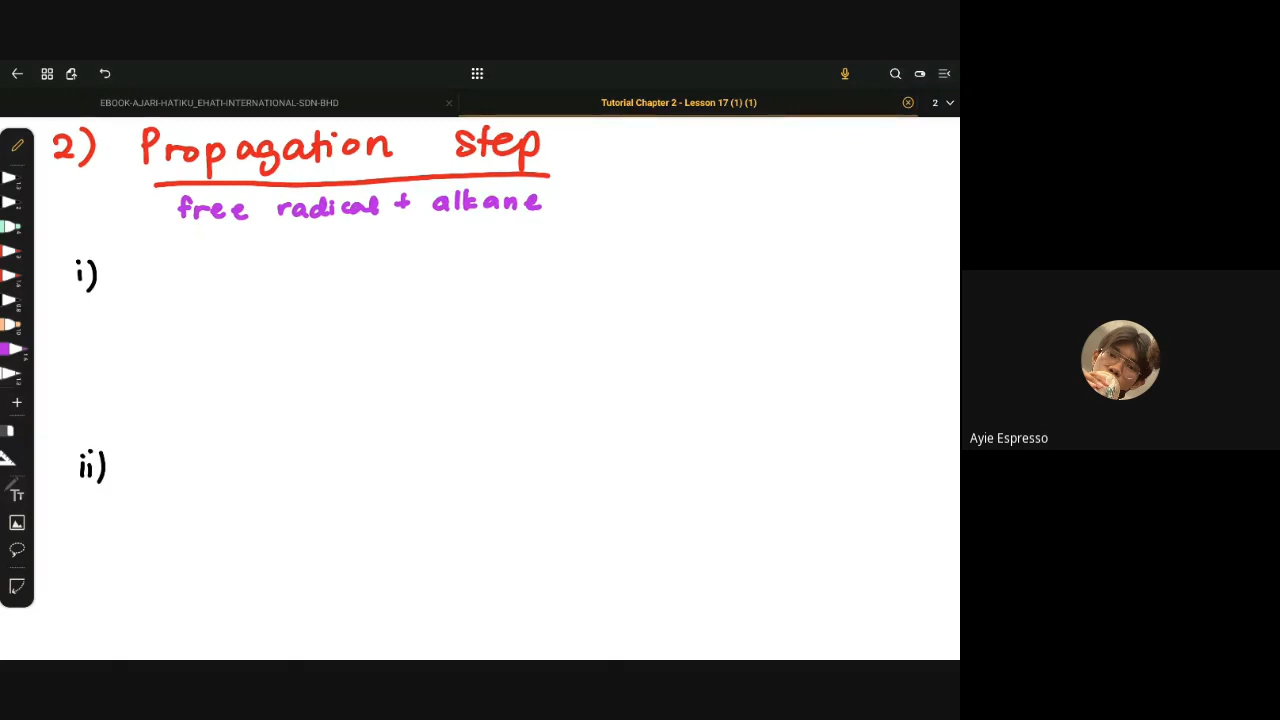 EBOOK-AJARI-HATIKU_EHATI-INTERNATIONAL-SDN-BHD
Tutorial Chapter 2 - Lesson 17 (1) (1)
2
2) Propagation step
free radical + alkane
i)
ii)
Tт
Ayie Espresso